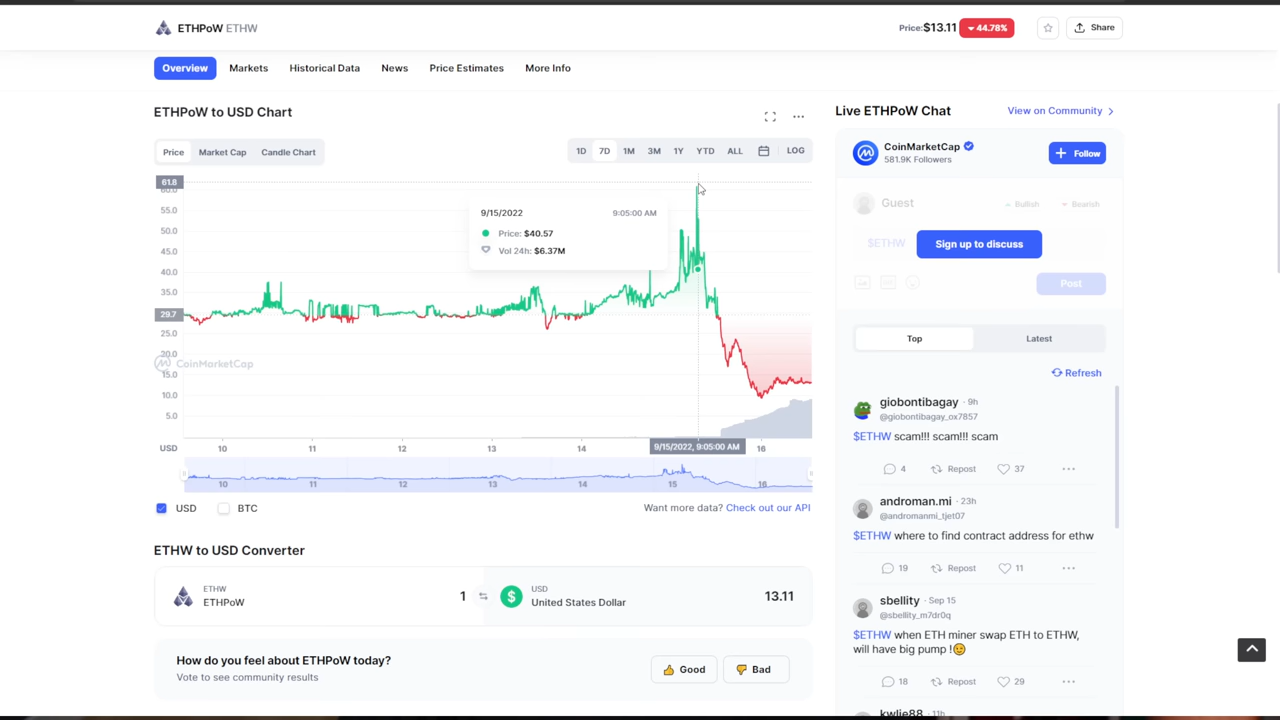 ETHPoW ETHW
Price: $13.11 44.78%
Share
Overview Markets Historical Data News Price Estimates More Info
ETHPoW to USD Chart
Price Market Cap Candle Chart
1D 7D 1M 3M 1Y YTD ALL LOG
61.8
60.0
55.0
50.0
45.0
40.0
35.0
29.7
25.0
20.0
15.0
10.0
5.0
9/15/2022 9:05:00 AM
Price: $40.57
Vol 24h: $6.37M
CoinMarketCap
USD 10 11 12 13 14 9/15/2022, 9:05:00 AM 16
10 11 12 13 14 15 16
USD BTC
Want more data? Check out our API
ETHW to USD Converter
ETHW
ETHPoW
1
USD
United States Dollar
13.11
How do you feel about ETHPoW today?
Vote to see community results
Good Bad
Live ETHPoW Chat
View on Community
CoinMarketCap
581.9K Followers
Follow
Guest
Bullish Bearish
$ETHW
Sign up to discuss
Post
Top Latest
Refresh
giobontibagay · 9h
@giobontibagay_ox7857
$ETHW scam!!! scam!!! scam
4 Repost 37
androman.mi · 23h
@andromanmi_tjet07
$ETHW where to find contract address for ethw
19 Repost 11
sbellity · Sep 15
@sbellity_m7dr0q
$ETHW when ETH miner swap ETH to ETHW,
will have big pump !😉
18 Repost 29
kwlie88 · 11h